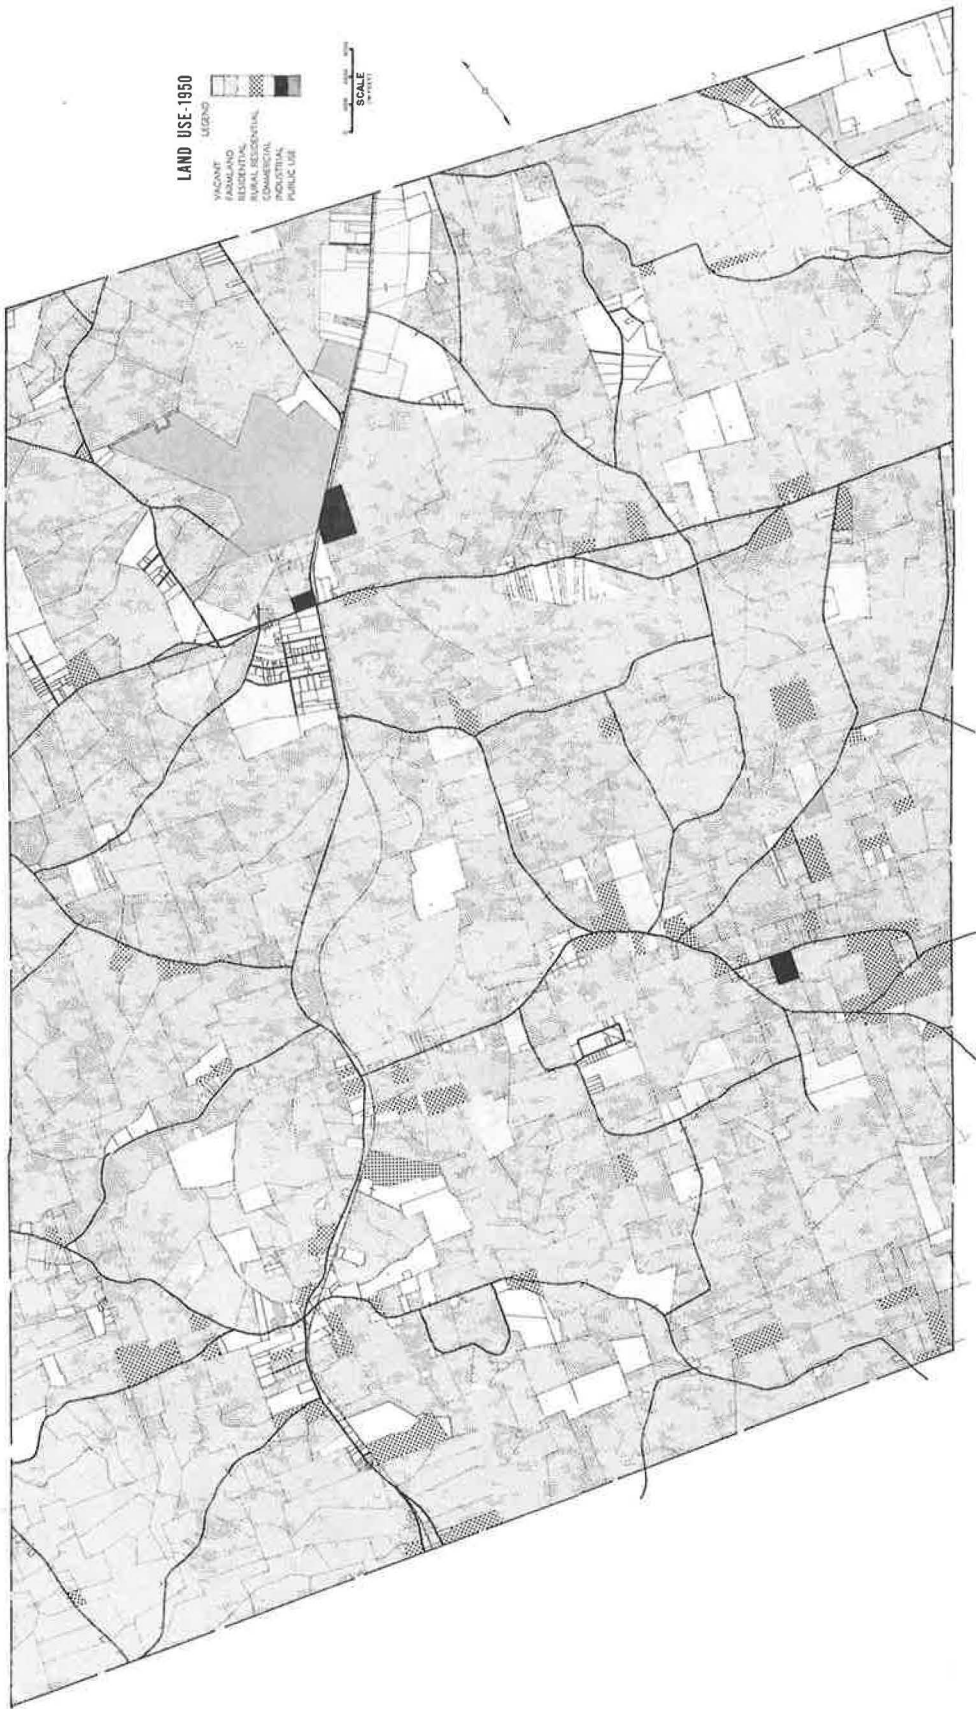 LAND USE-1950
LEGEND
VACANT
FARMLAND
RESIDENTIAL
RURAL RESIDENTIAL
COMMERCIAL
INDUSTRIAL
PUBLIC USE
SCALE